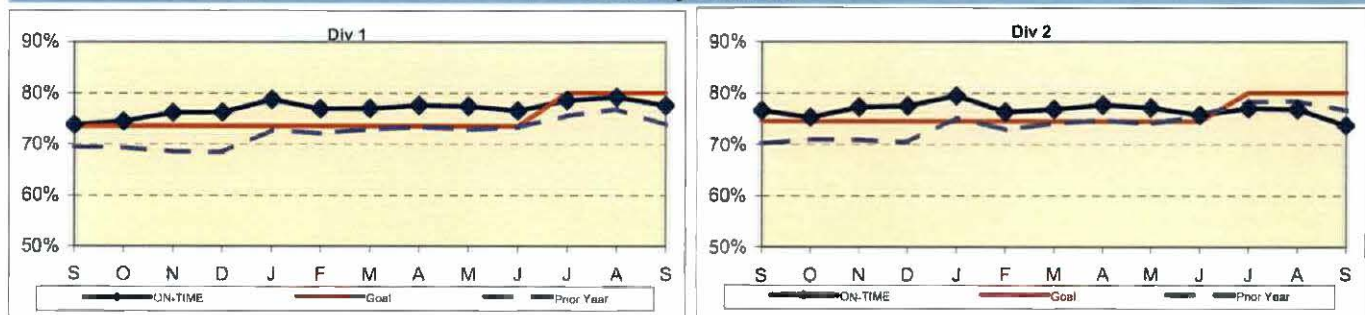 Div 1
90%
80%
70%
60%
50%
S O N D J F M A M J J A S
ON-TIME Goal Prior Year
Div 2
90%
80%
70%
60%
50%
S O N D J F M A M J J A S
ON-TIME Goal Prior Year